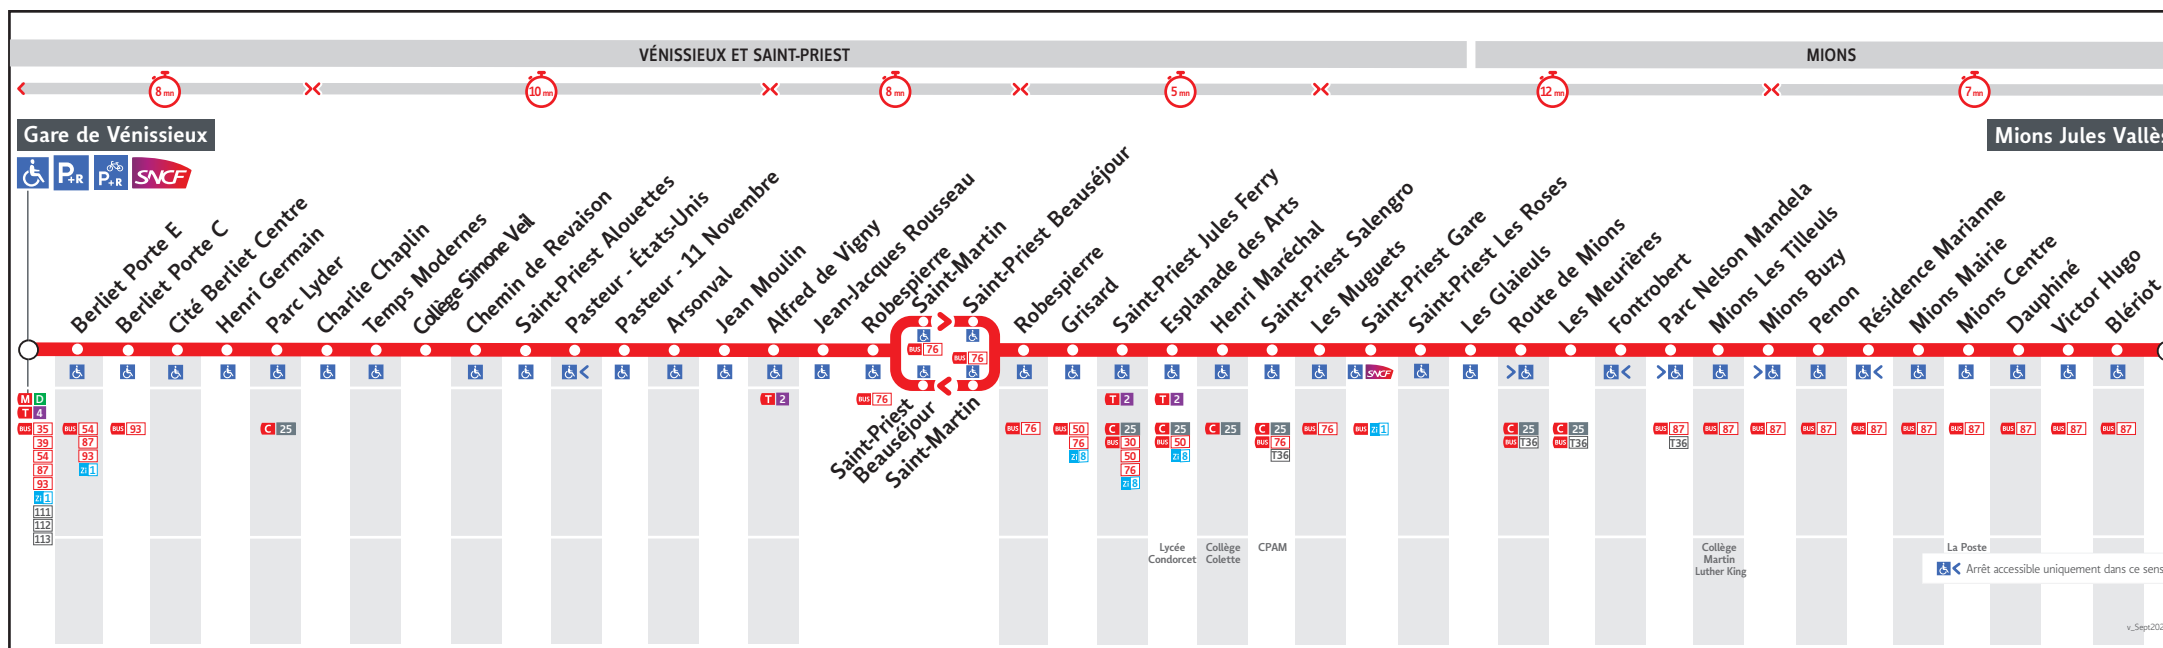 VÉNISSIEUX ET SAINT-PRIEST
MIONS
8 mn
10 mn
8 mn
5 mn
12 mn
7 mn
Gare de Vénissieux
Mions Jules Vallès
P+R
P+R
SNCF
Berliet Porte E
Berliet Porte C
Cité Berliet Centre
Henri Germain
Parc Lyder
Charlie Chaplin
Temps Modernes
Collège Simone Veil
Chemin de Revaison
Saint-Priest Alouettes
Pasteur - États-Unis
Pasteur - 11 Novembre
Arsonval
Jean Moulin
Alfred de Vigny
Jean-Jacques Rousseau
Robespierre
Saint-Martin
Saint-Priest Beauséjour
Robespierre
Grisard
Saint-Priest Jules Ferry
Esplanade des Arts
Henri Maréchal
Saint-Priest Salengro
Les Muguets
Saint-Priest Gare
Saint-Priest Les Roses
Les Glaieuls
Route de Mions
Les Meurières
Fontrobert
Parc Nelson Mandela
Mions Les Tilleuls
Mions Buzy
Penon
Résidence Marianne
Mions Mairie
Mions Centre
Dauphiné
Victor Hugo
Blériot
BUS 76
BUS 76
Saint-Priest
Beauséjour
Saint-Martin
SNCF
M D
T 4
BUS 35
39
54
87
93
Zi 1
111
112
113
BUS 54
87
93
Zi 1
BUS 93
C 25
T 2
BUS 76
BUS 76
BUS 50
76
Zi 8
T 2
C 25
BUS 30
50
76
Zi 8
T 2
C 25
BUS 50
Zi 8
C 25
C 25
BUS 76
T36
BUS 76
BUS Zi 1
C 25
BUS T36
C 25
BUS T36
BUS 87
T36
BUS 87
BUS 87
BUS 87
BUS 87
BUS 87
BUS 87
BUS 87
BUS 87
BUS 87
Lycée
Condorcet
Collège
Colette
CPAM
Collège
Martin
Luther King
La Poste
Arrêt accessible uniquement dans ce sens
v_Sept202